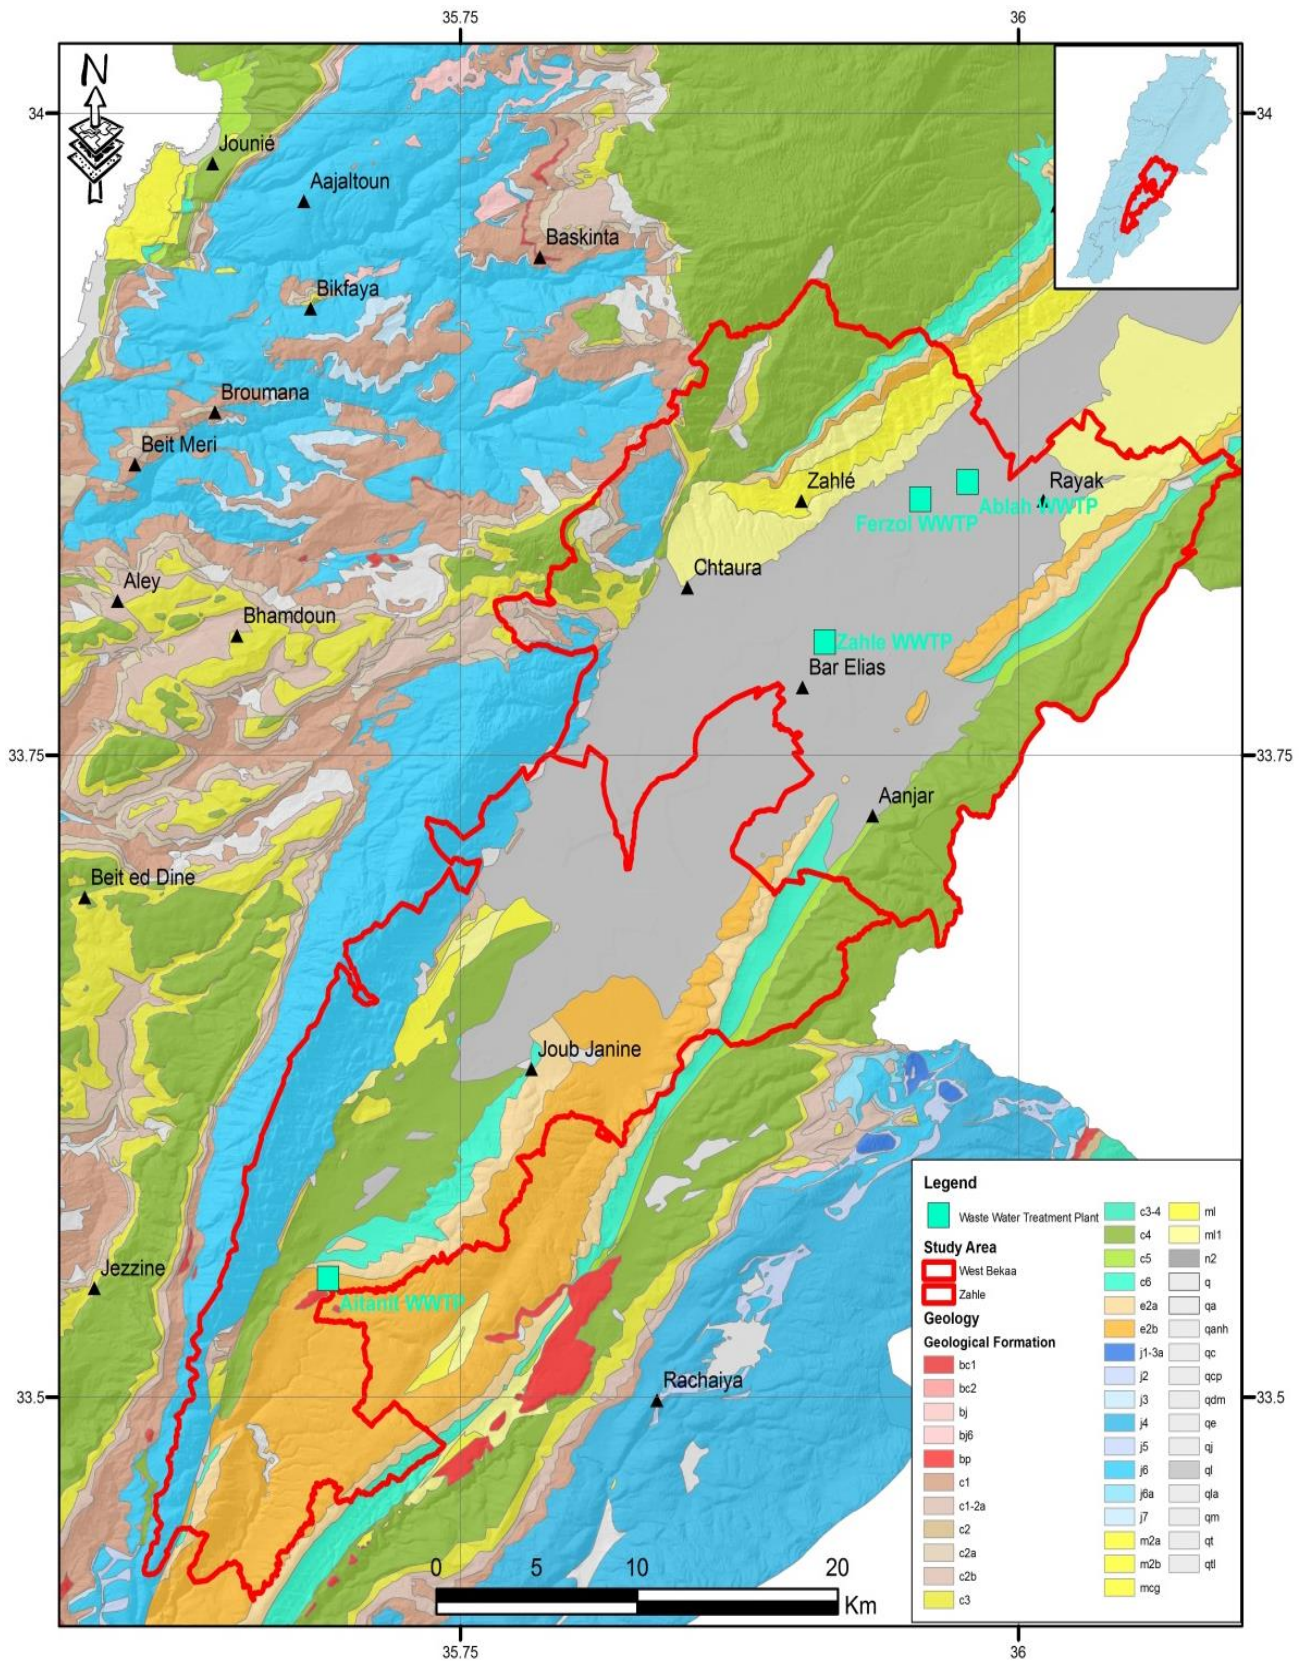 35.75
36
N
34
34
Jounié
Aajaltoun
Baskinta
Bikfaya
Broumana
Beit Meri
Zahlé
Rayak
Ablah WWTP
Ferzol WWTP
Chtaura
Aley
Bhamdoun
Zahle WWTP
Bar Elias
33.75
33.75
Aanjar
Beit ed Dine
Joub Janine
Jezzine
Aitanit WWTP
Rachaiya
33.5
33.5
Legend
Waste Water Treatment Plant
Study Area
West Bekaa
Zahle
Geology
Geological Formation
bc1
bc2
bj
bj6
bp
c1
c1-2a
c2
c2a
c2b
c3
c3-4
c4
c5
c6
e2a
e2b
j1-3a
j2
j3
j4
j5
j6
j6a
j7
m2a
m2b
mcg
ml
ml1
n2
q
qa
qanh
qc
qcp
qdm
qe
qj
ql
qla
qm
qt
qtl
0 5 10 20
Km
35.75
36